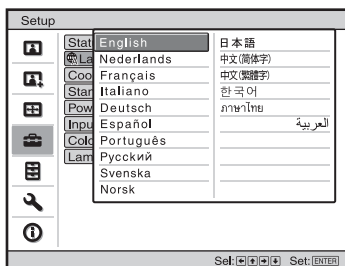 Setup
Stat
La
Coo
Star
Pow
Inpu
Colo
Lam
English
Nederlands
Français
Italiano
Deutsch
Español
Português
Русский
Svenska
Norsk
日本語
中文(简体字)
中文(繁體字)
한국어
ภาษาไทย
العربية
Sel: Set: ENTER